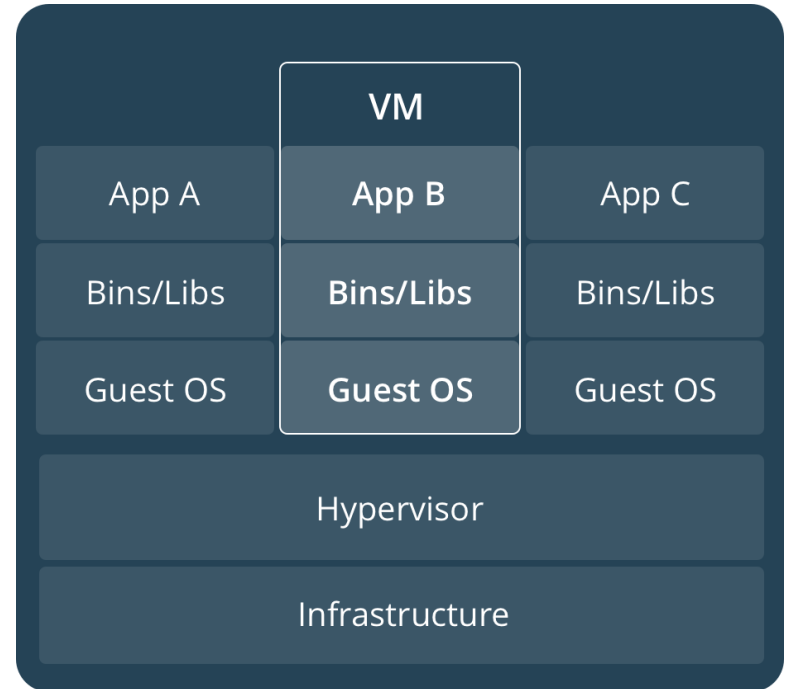 VM
App A
App B
App C
Bins/Libs
Bins/Libs
Bins/Libs
Guest OS
Guest OS
Guest OS
Hypervisor
Infrastructure